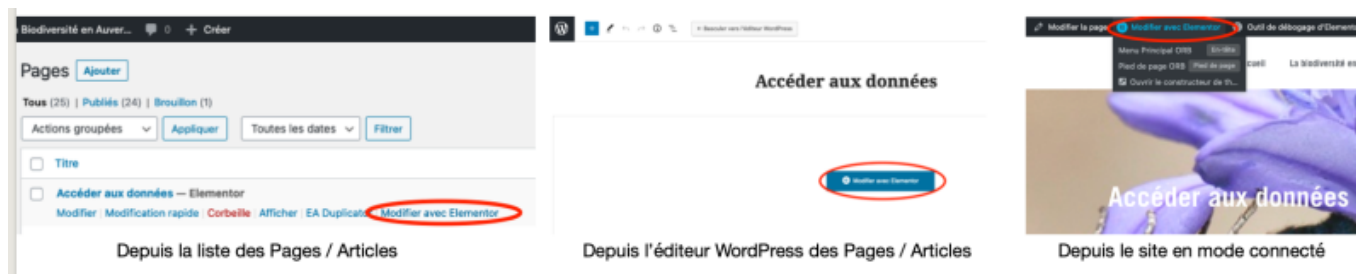 Biodiversité en Auver... 0 + Créer
Pages Ajouter
Tous (25) | Publiés (24) | Brouillon (1)
Actions groupées Appliquer Toutes les dates Filtrer
Titre
Accéder aux données — Elementor
Modifier | Modification rapide | Corbeille | Afficher | EA Duplicator | Modifier avec Elementor
Depuis la liste des Pages / Articles
Basculer vers l'éditeur WordPress
Accéder aux données
Modifier avec Elementor
Depuis l'éditeur WordPress des Pages / Articles
Modifier la page Modifier avec Elementor Outil de débogage d'Elemento
Menu Principal ORB En-tête
Pied de page ORB Pied de page
Ouvrir le constructeur de th...
cueil La biodiversité en
Accéder aux données
Depuis le site en mode connecté